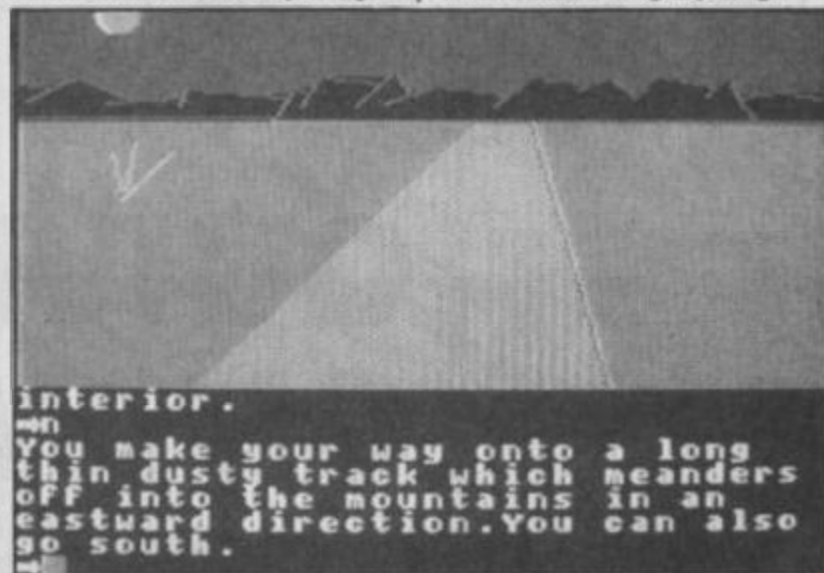 interior.
➡n
You make your way onto a long
thin dusty track which meanders
off into the mountains in an
eastward direction.You can also
go south.
➡